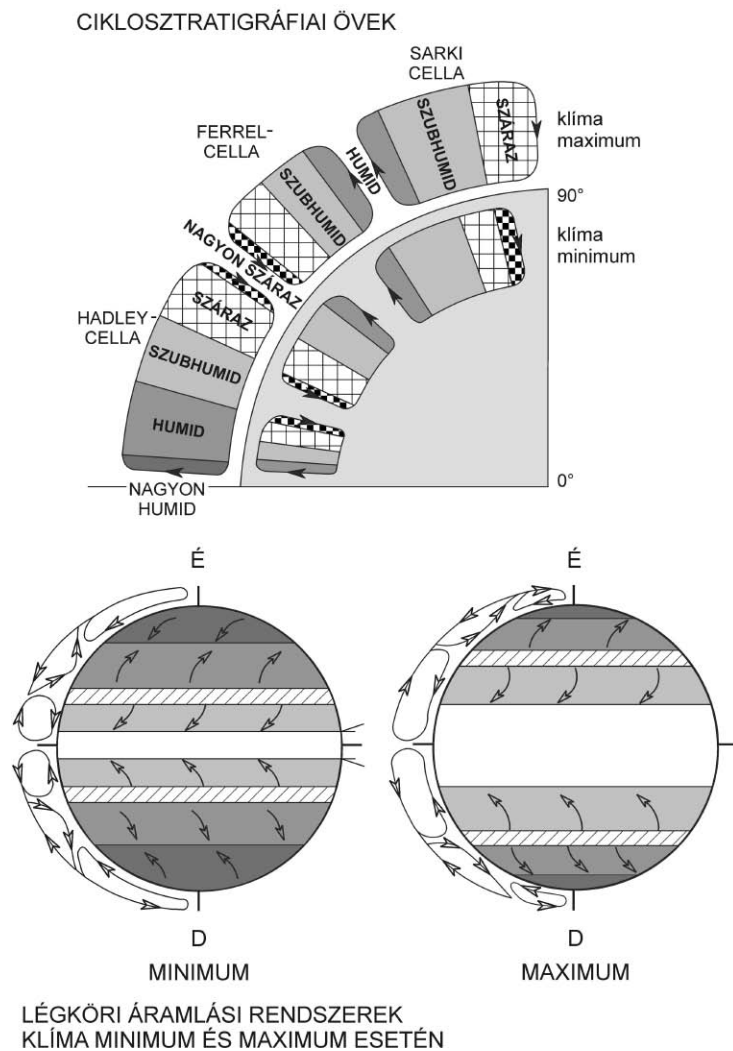 CIKLOSZTRATIGRÁFIAI ÖVEK
SARKI
CELLA
SZÁRAZ
klíma
maximum
SZUBHUMID
FERREL-
CELLA
HUMID
SZUBHUMID
90°
klíma
minimum
NAGYON SZÁRAZ
HADLEY-
CELLA
SZÁRAZ
SZUBHUMID
HUMID
NAGYON
HUMID
0°
É
É
D
D
MINIMUM
MAXIMUM
LÉGKÖRI ÁRAMLÁSI RENDSZEREK
KLÍMA MINIMUM ÉS MAXIMUM ESETÉN